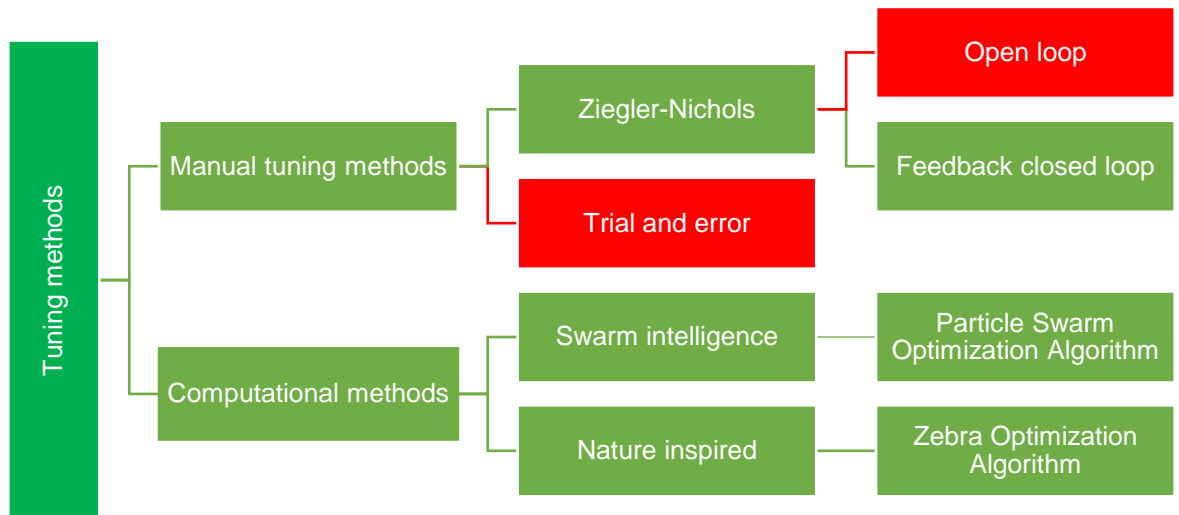 Tuning methods
Manual tuning methods
Ziegler-Nichols
Open loop
Feedback closed loop
Trial and error
Computational methods
Swarm intelligence
Particle Swarm
Optimization Algorithm
Nature inspired
Zebra Optimization
Algorithm